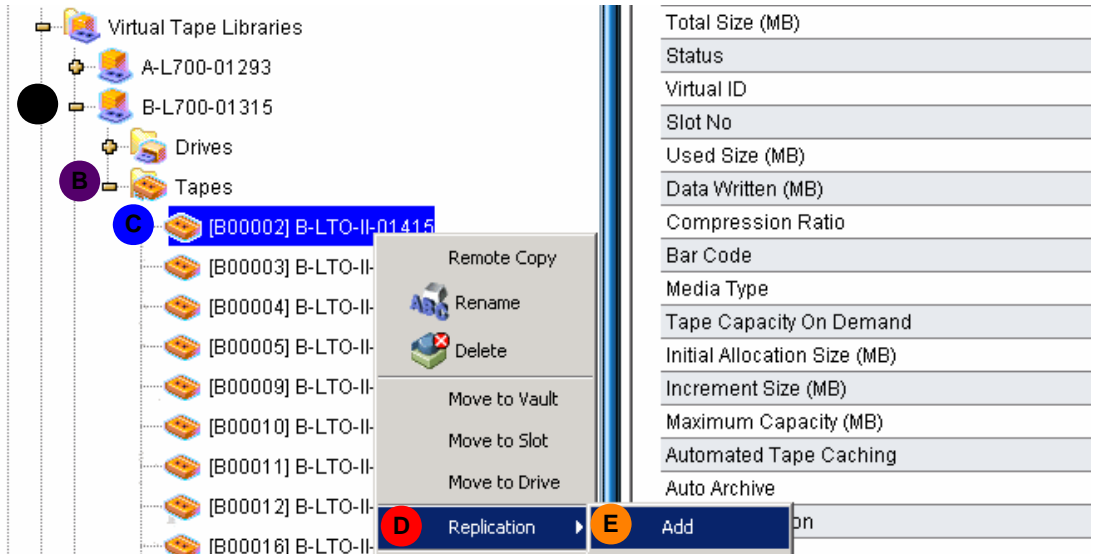 Virtual Tape Libraries
A-L700-01293
B-L700-01315
Drives
B Tapes
C [B00002] B-LTO-II-01415
[B00003] B-LTO-II-
[B00004] B-LTO-II-
[B00005] B-LTO-II-
[B00009] B-LTO-II-
[B00010] B-LTO-II-
[B00011] B-LTO-II-
[B00012] B-LTO-II-
[B00016] B-LTO-II-
Remote Copy
ABC Rename
Delete
Move to Vault
Move to Slot
Move to Drive
D Replication
E Add
Total Size (MB)
Status
Virtual ID
Slot No
Used Size (MB)
Data Written (MB)
Compression Ratio
Bar Code
Media Type
Tape Capacity On Demand
Initial Allocation Size (MB)
Increment Size (MB)
Maximum Capacity (MB)
Automated Tape Caching
Auto Archive
on